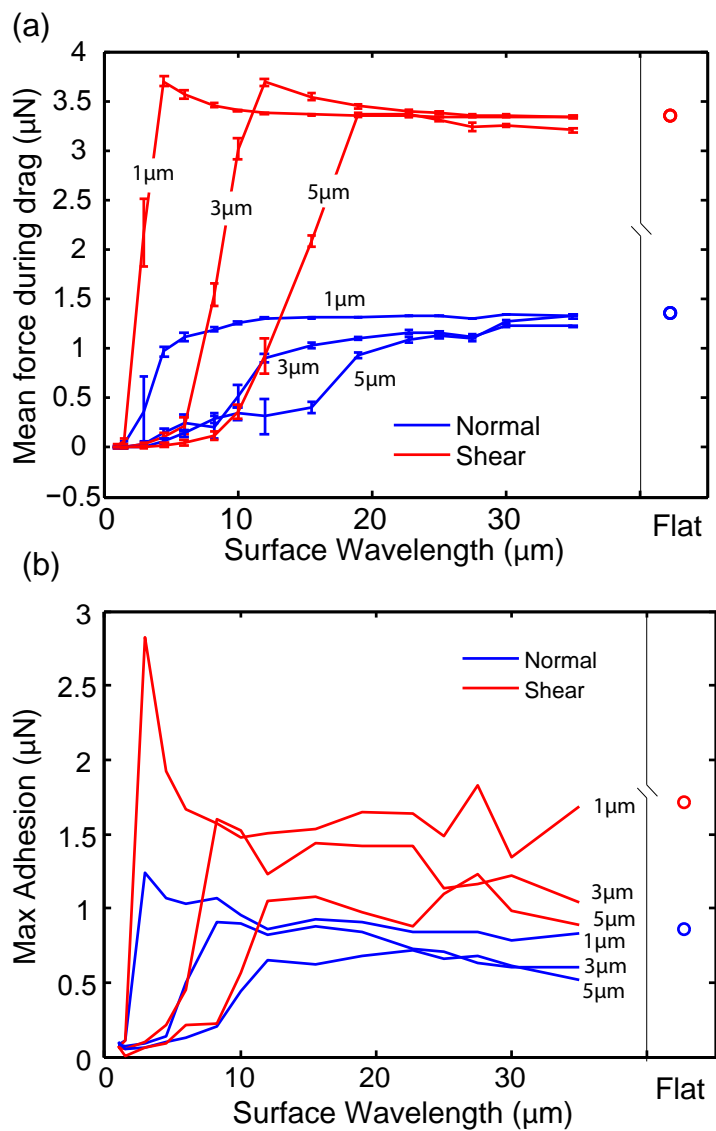 (a)
Mean force during drag (µN)
4
3.5
3
2.5
2
1.5
1
0.5
0
−0.5
1µm
3µm
5µm
1µm
3µm
5µm
Normal
Shear
0 10 20 30
Flat
Surface Wavelength (µm)
(b)
Max Adhesion (µN)
3
2.5
2
1.5
1
0.5
0
Normal
Shear
1µm
3µm
5µm
1µm
3µm
5µm
0 10 20 30
Flat
Surface Wavelength (µm)